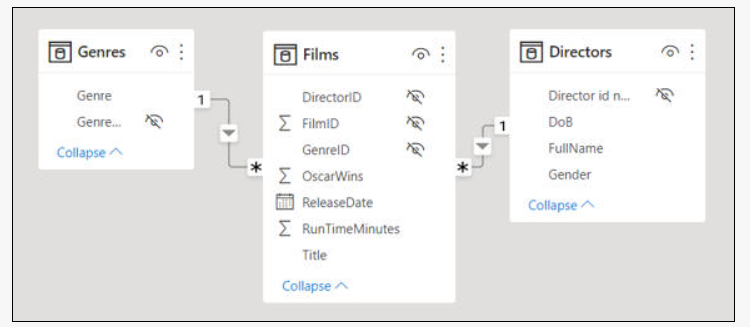 Genres
Genre
Genre...
Collapse
1
*
Films
DirectorID
FilmID
GenreID
OscarWins
ReleaseDate
RunTimeMinutes
Title
Collapse
*
1
Directors
Director id n...
DoB
FullName
Gender
Collapse